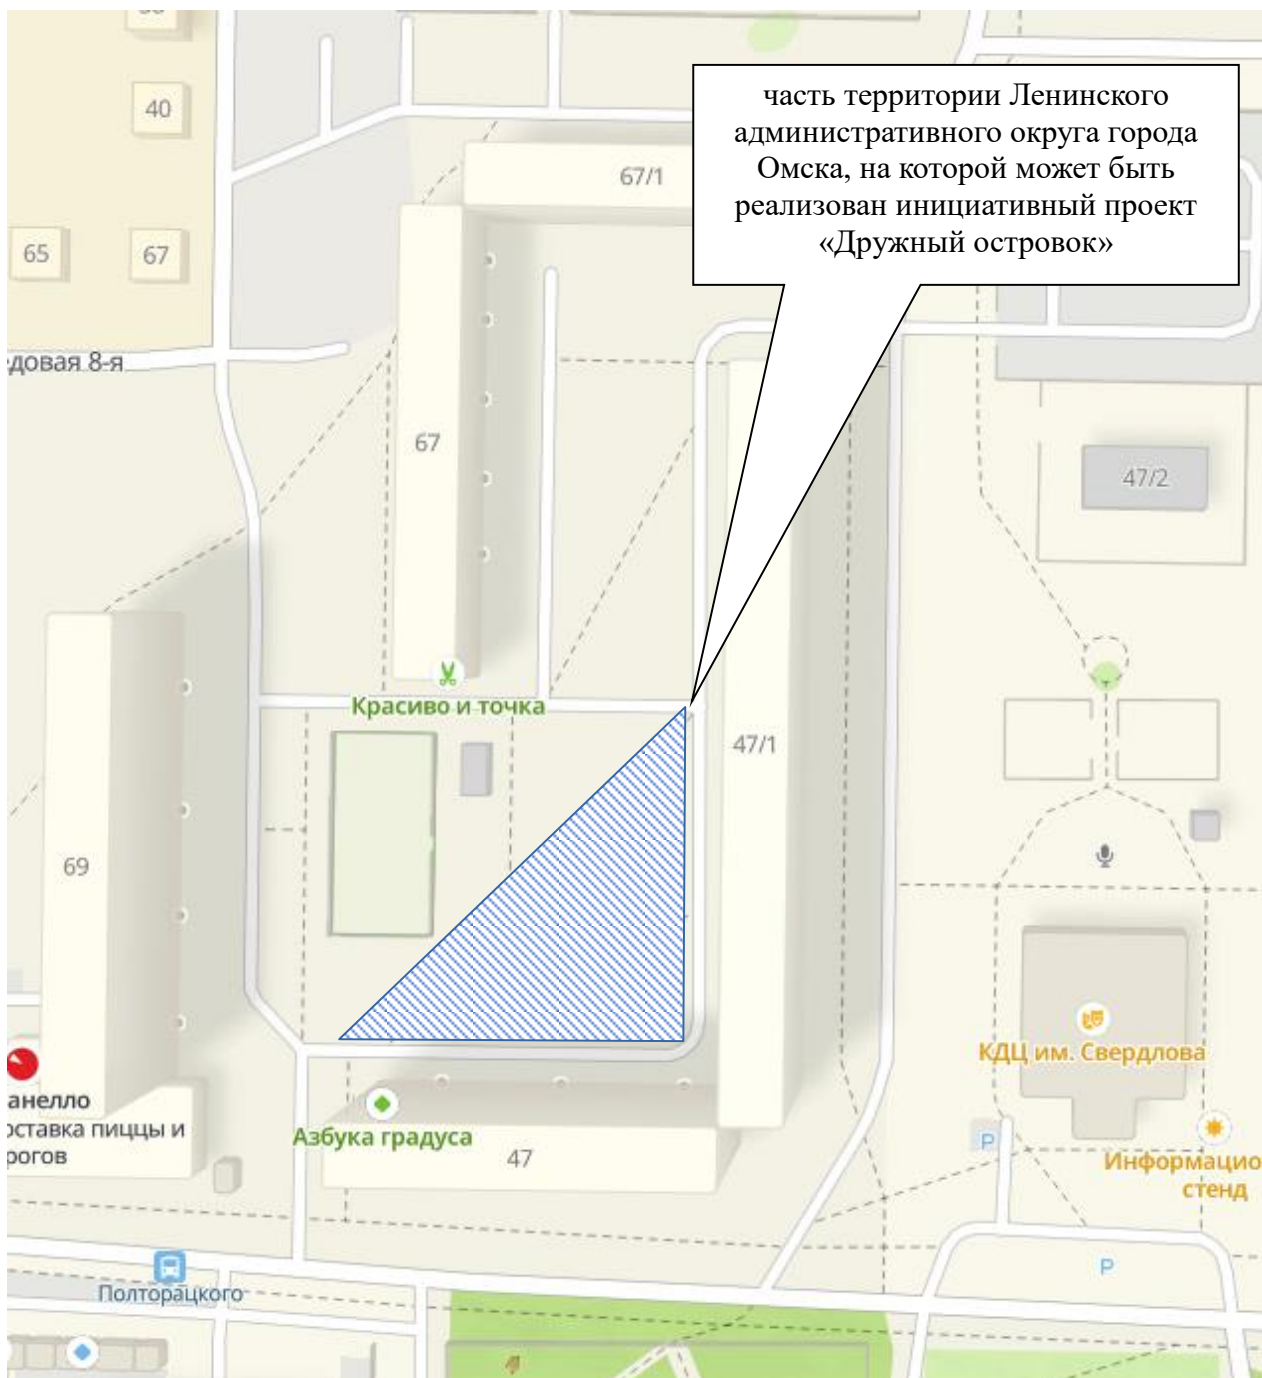 40
часть территории Ленинского
административного округа города
Омска, на которой может быть
реализован инициативный проект
«Дружный островок»
67/1
65
67
довая 8-я
67
47/2
Красиво и точка
47/1
69
КДЦ им. Свердлова
анелло
оставка пиццы и
рогов
Азбука градуса
47
P
Информацио
стенд
Полторацкого
P